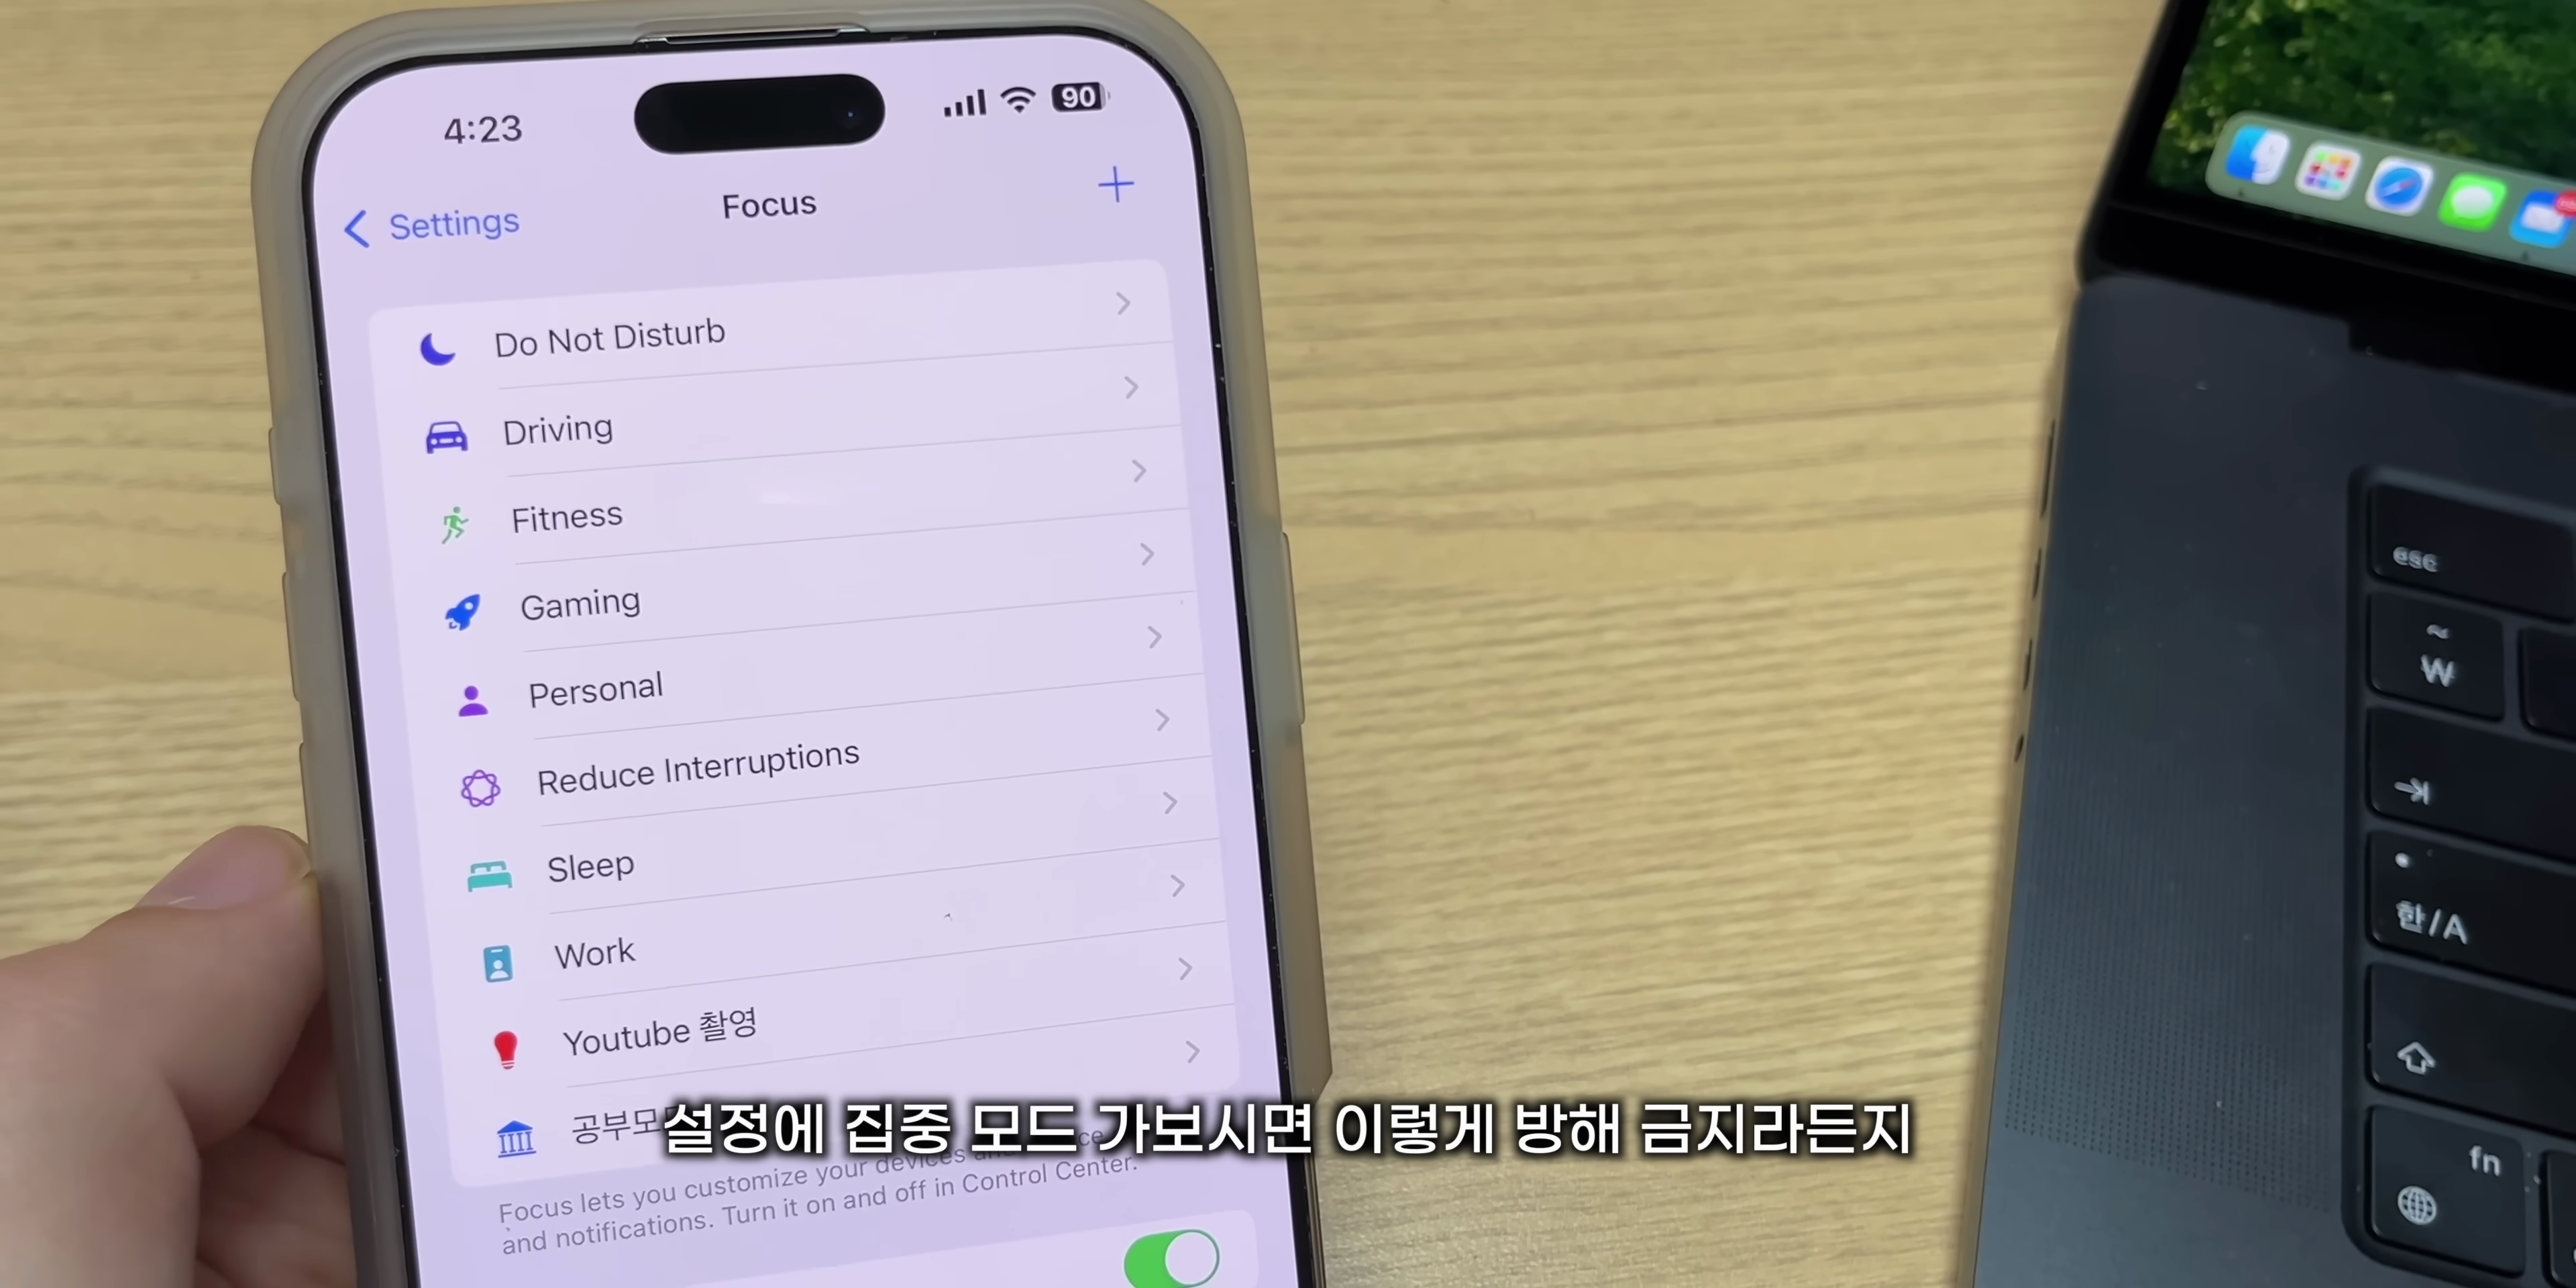 4:23
90
Settings
Focus
Do Not Disturb
Driving
Fitness
Gaming
Personal
Reduce Interruptions
Sleep
Work
Youtube 촬영
공부모
설정에 집중 모드 가보시면 이렇게 방해 금지라든지
Focus lets you customize your devices
and notifications. Turn it on and off in Control Center.
esc
~
₩
한/A
fn